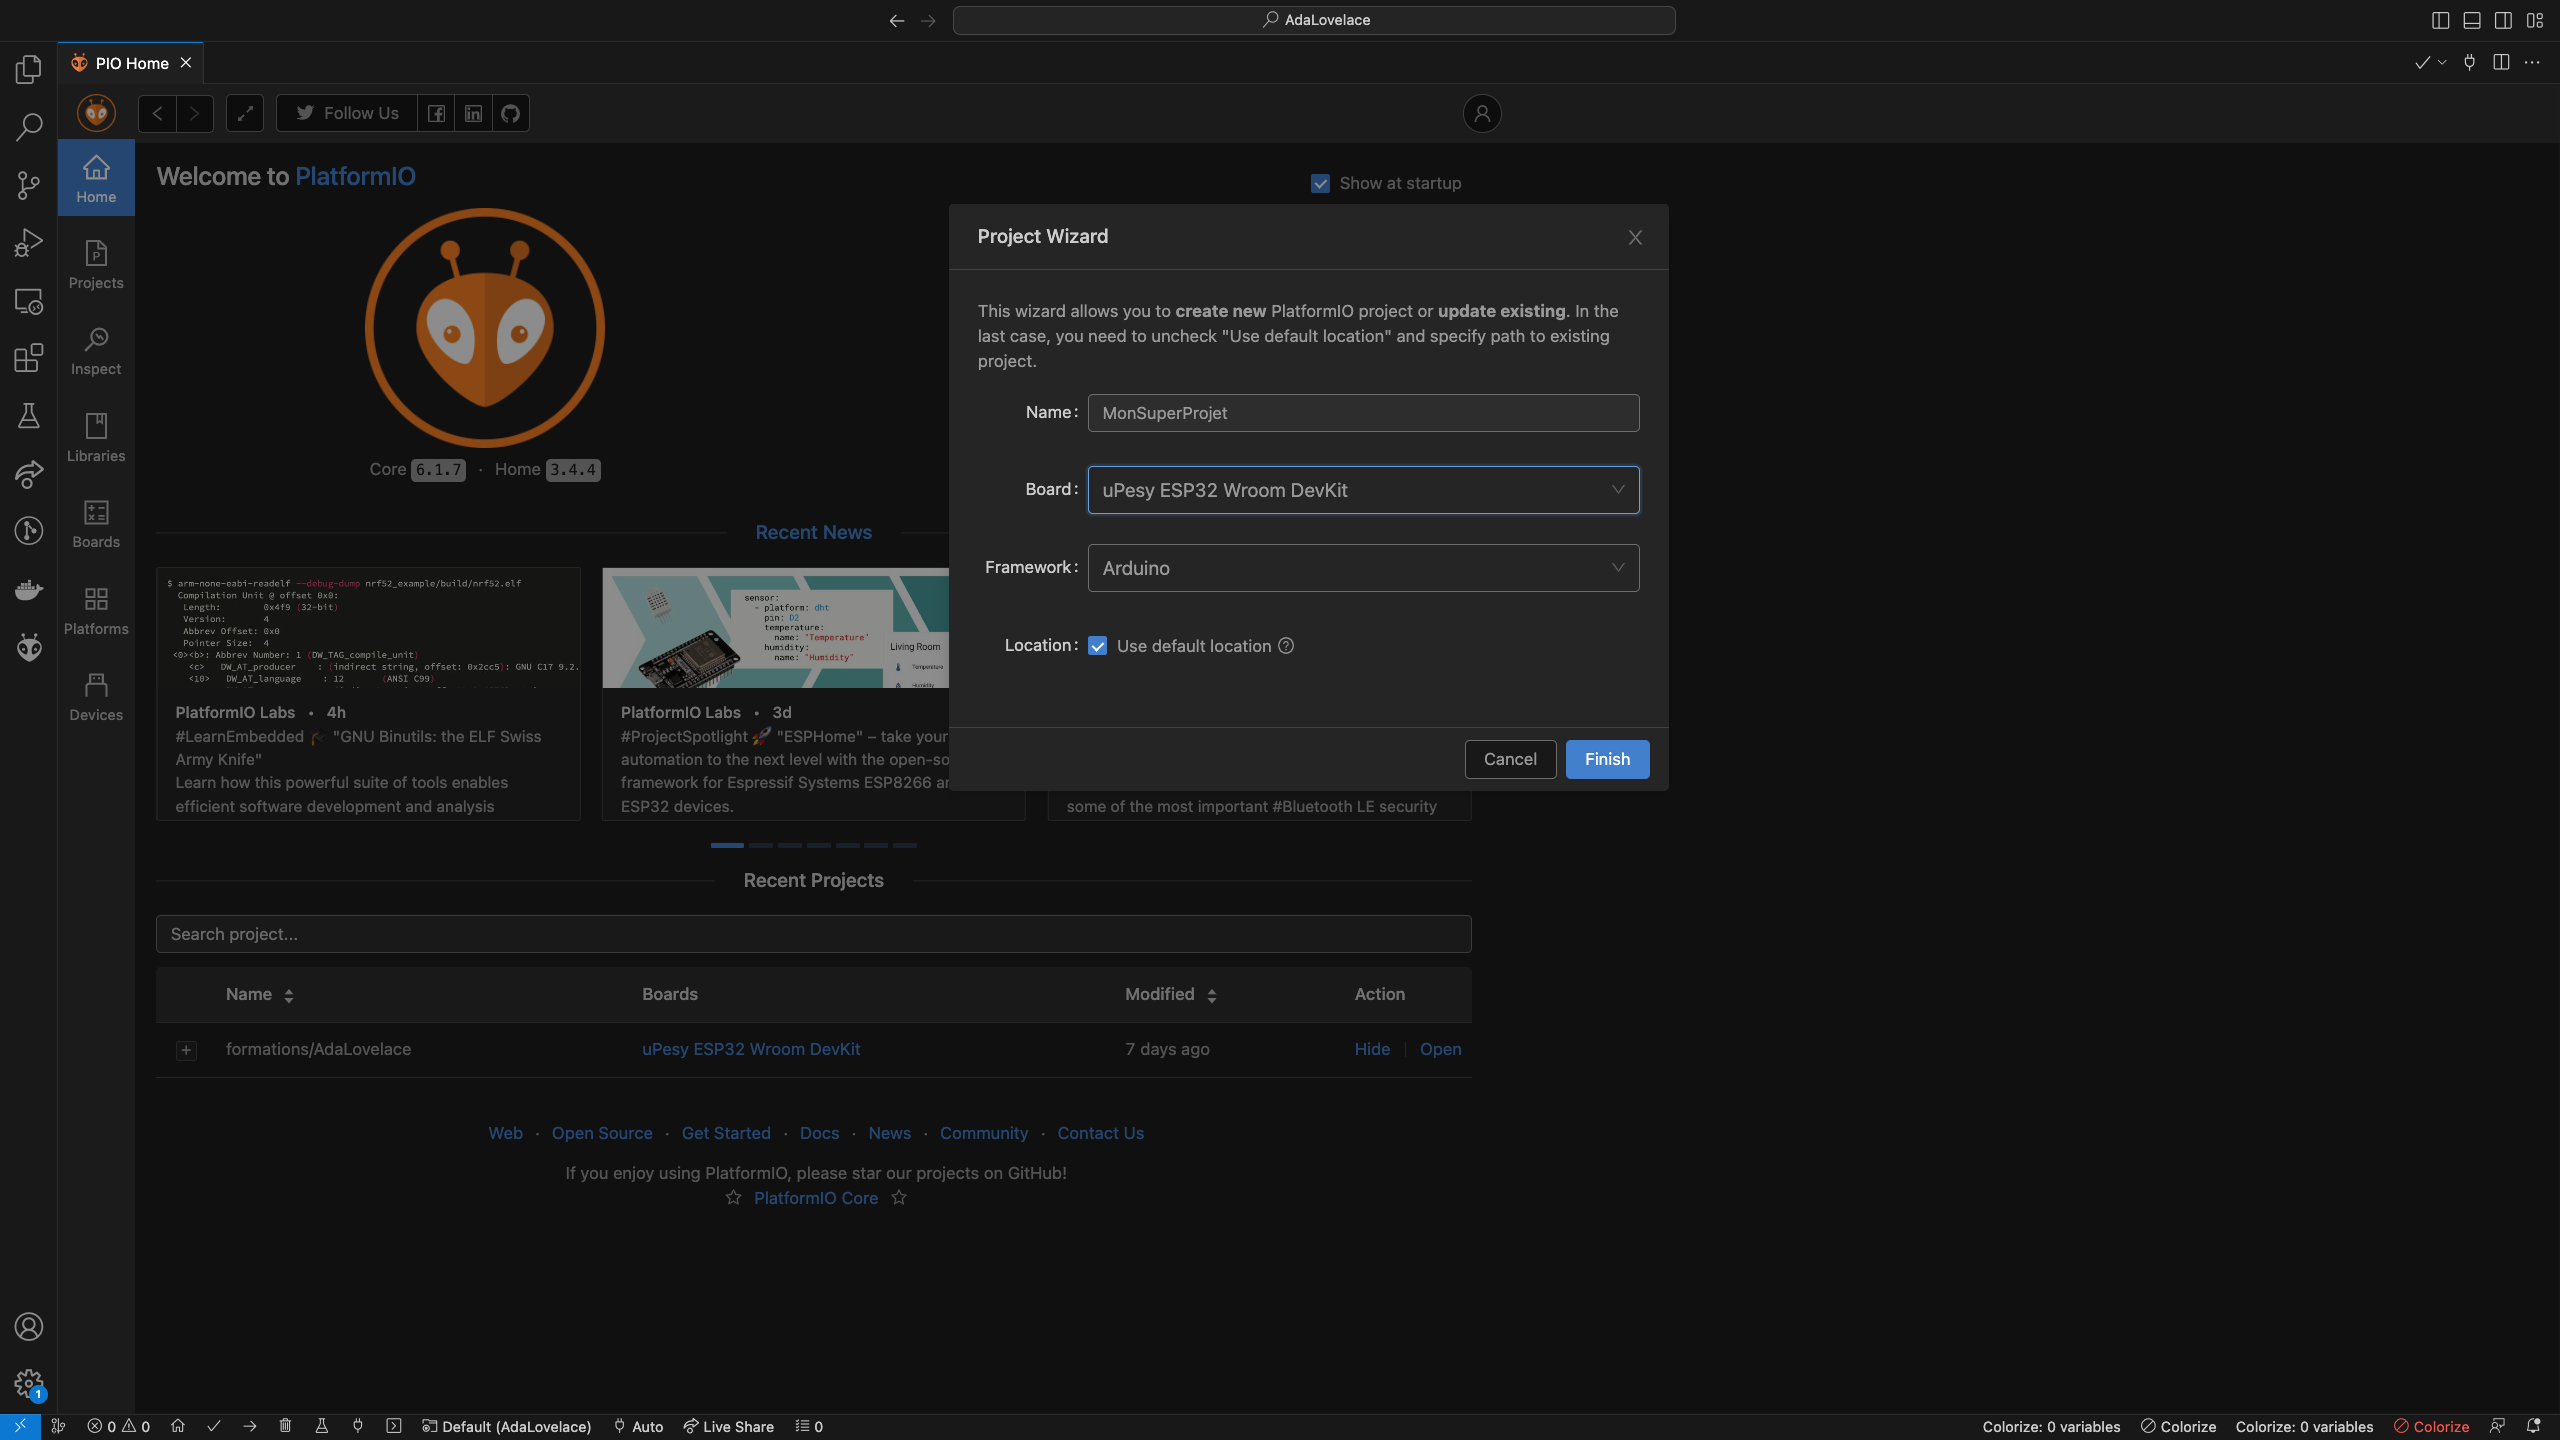 AdaLovelace
PIO Home
Follow Us
Home
Projects
Inspect
Libraries
Boards
Platforms
Devices
Welcome to PlatformIO
Show at startup
Core 6.1.7 · Home 3.4.4
Recent News
$ arm-none-eabi-readelf --debug-dump nrf52_example/build/nrf52.elf
Compilation Unit @ offset 0x0:
Length: 0x4f9 (32-bit)
Version: 4
Abbrev Offset: 0x0
Pointer Size: 4
<0><b>: Abbrev Number: 1 (DW_TAG_compile_unit)
<c> DW_AT_producer : (indirect string, offset: 0x2cc5): GNU C17 9.2.
<10> DW_AT_language : 12 (ANSI C99)
PlatformIO Labs • 4h
#LearnEmbedded 🎓 "GNU Binutils: the ELF Swiss
Army Knife"
Learn how this powerful suite of tools enables
efficient software development and analysis
sensor:
- platform: dht
pin: D2
temperature:
name: "Temperature"
humidity:
name: "Humidity"
Living Room
Temperature
Humidity
PlatformIO Labs • 3d
#ProjectSpotlight 🚀 "ESPHome" – take your
automation to the next level with the open-so
framework for Espressif Systems ESP8266 a
ESP32 devices.
some of the most important #Bluetooth LE security
Project Wizard
This wizard allows you to create new PlatformIO project or update existing. In the
last case, you need to uncheck "Use default location" and specify path to existing
project.
Name: MonSuperProjet
Board: uPesy ESP32 Wroom DevKit
Framework: Arduino
Location: Use default location
Cancel Finish
Recent Projects
Search project...
Name Boards Modified Action
formations/AdaLovelace uPesy ESP32 Wroom DevKit 7 days ago Hide Open
Web · Open Source · Get Started · Docs · News · Community · Contact Us
If you enjoy using PlatformIO, please star our projects on GitHub!
☆ PlatformIO Core ☆
1
0 0 Default (AdaLovelace) Auto Live Share 0 Colorize: 0 variables Colorize Colorize: 0 variables Colorize